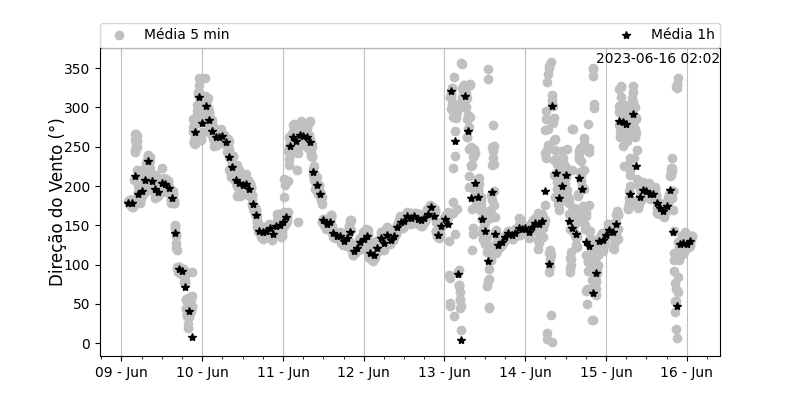 Média 5 min
Média 1h
2023-06-16 02:02
Direção do Vento (°)
350
300
250
200
150
100
50
0
09 - Jun
10 - Jun
11 - Jun
12 - Jun
13 - Jun
14 - Jun
15 - Jun
16 - Jun